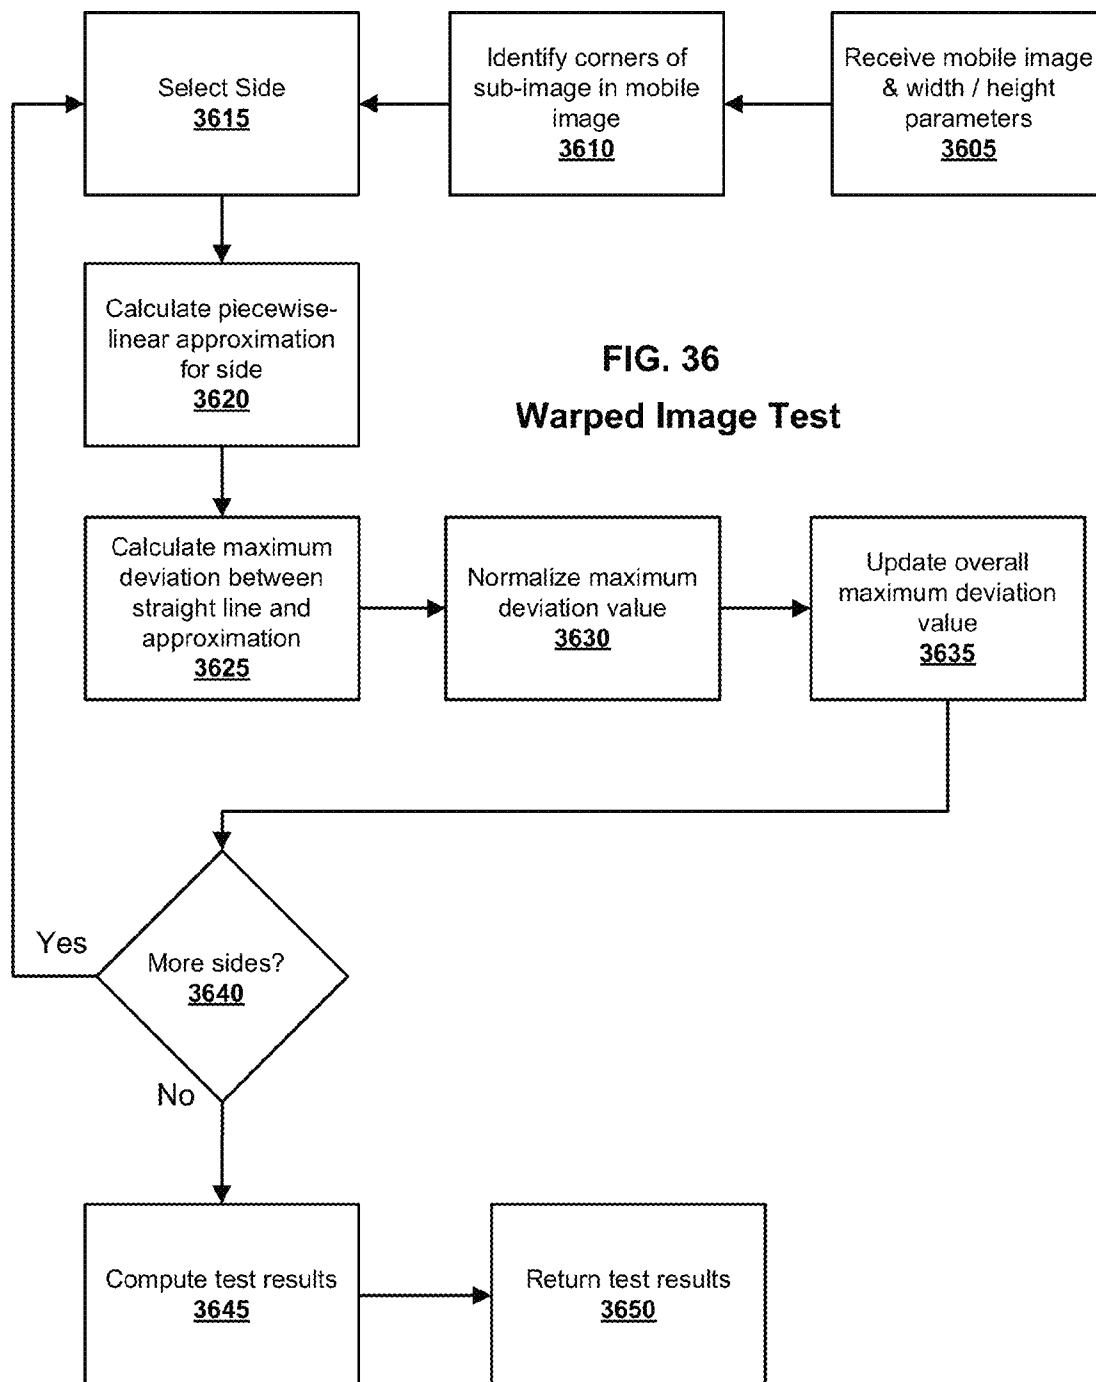 Select Side
3615
Identify corners of
sub-image in mobile
image
3610
Receive mobile image
& width / height
parameters
3605
Calculate piecewise-
linear approximation
for side
3620
FIG. 36
Warped Image Test
Calculate maximum
deviation between
straight line and
approximation
3625
Normalize maximum
deviation value
3630
Update overall
maximum deviation
value
3635
Yes
More sides?
3640
No
Compute test results
3645
Return test results
3650